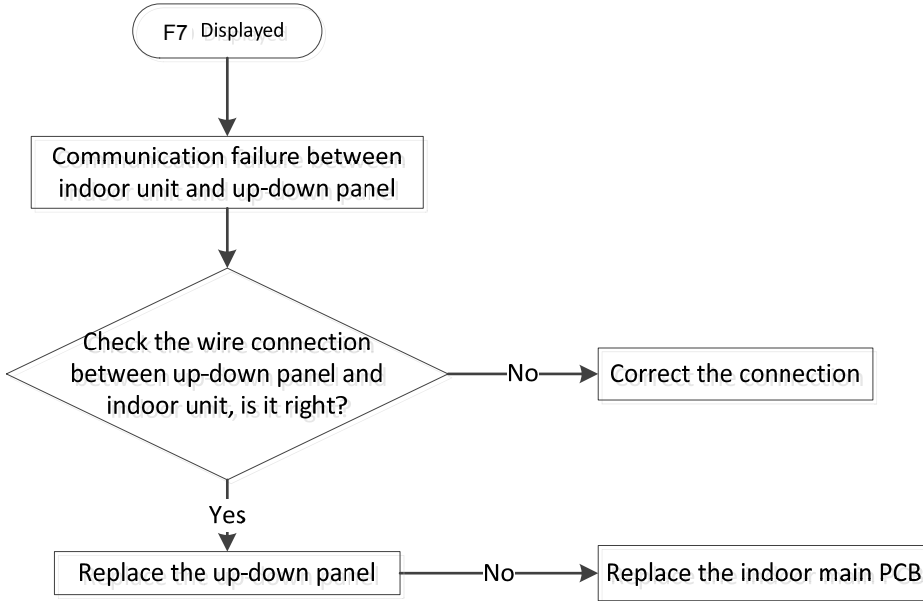 F7 Displayed
Communication failure between
indoor unit and up-down panel
Check the wire connection
between up-down panel and
indoor unit, is it right?
No
Correct the connection
Yes
Replace the up-down panel
No
Replace the indoor main PCB